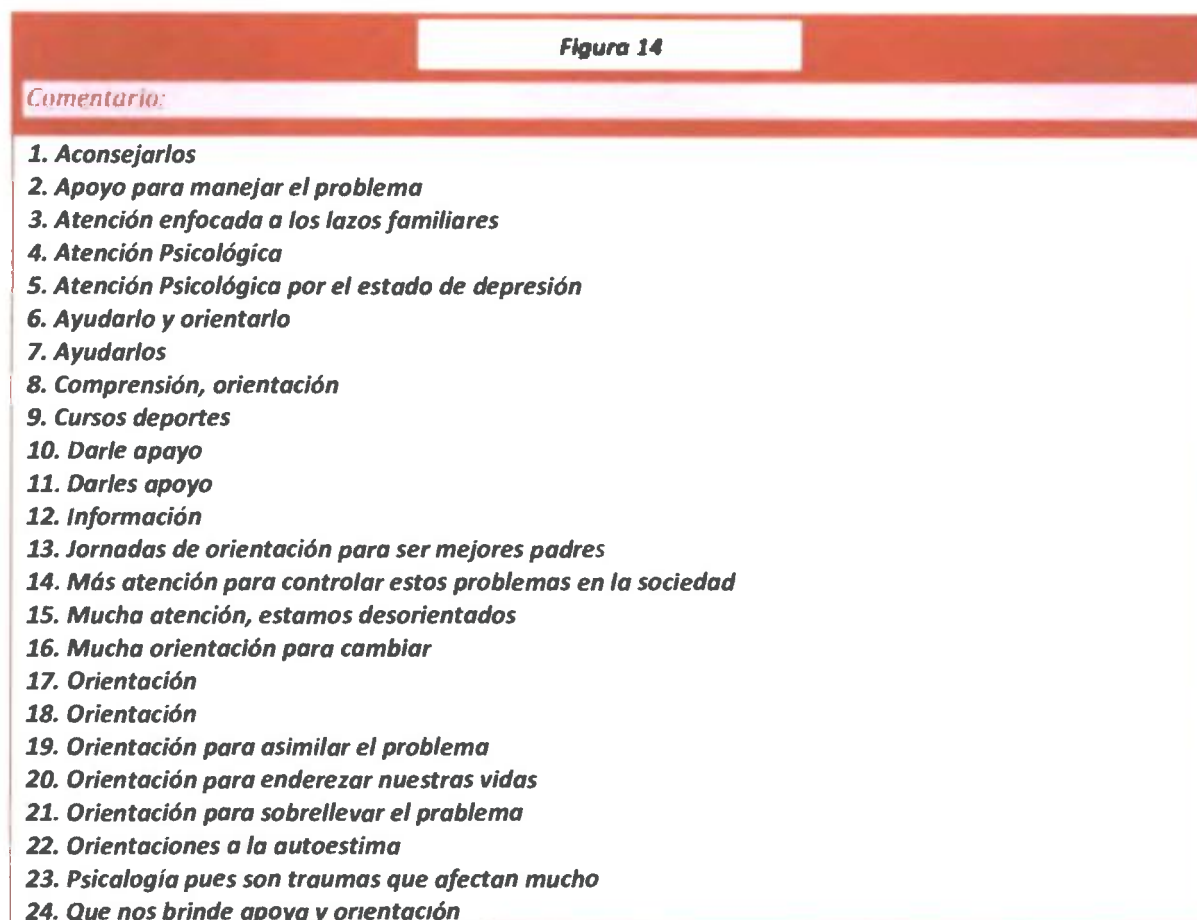 Figura 14
Comentario:
1. Aconsejarlos
2. Apoyo para manejar el problema
3. Atención enfocada a los lazos familiares
4. Atención Psicológica
5. Atención Psicológica por el estado de depresión
6. Ayudarlo y orientarlo
7. Ayudarlos
8. Comprensión, orientación
9. Cursos deportes
10. Darle apayo
11. Darles apoyo
12. Información
13. Jornadas de orientación para ser mejores padres
14. Más atención para controlar estos problemas en la sociedad
15. Mucha atención, estamos desorientados
16. Mucha orientación para cambiar
17. Orientación
18. Orientación
19. Orientación para asimilar el problema
20. Orientación para enderezar nuestras vidas
21. Orientación para sobrellevar el prablema
22. Orientaciones a la autoestima
23. Psicalogía pues son traumas que afectan mucho
24. Que nos brinde apoya y orientación